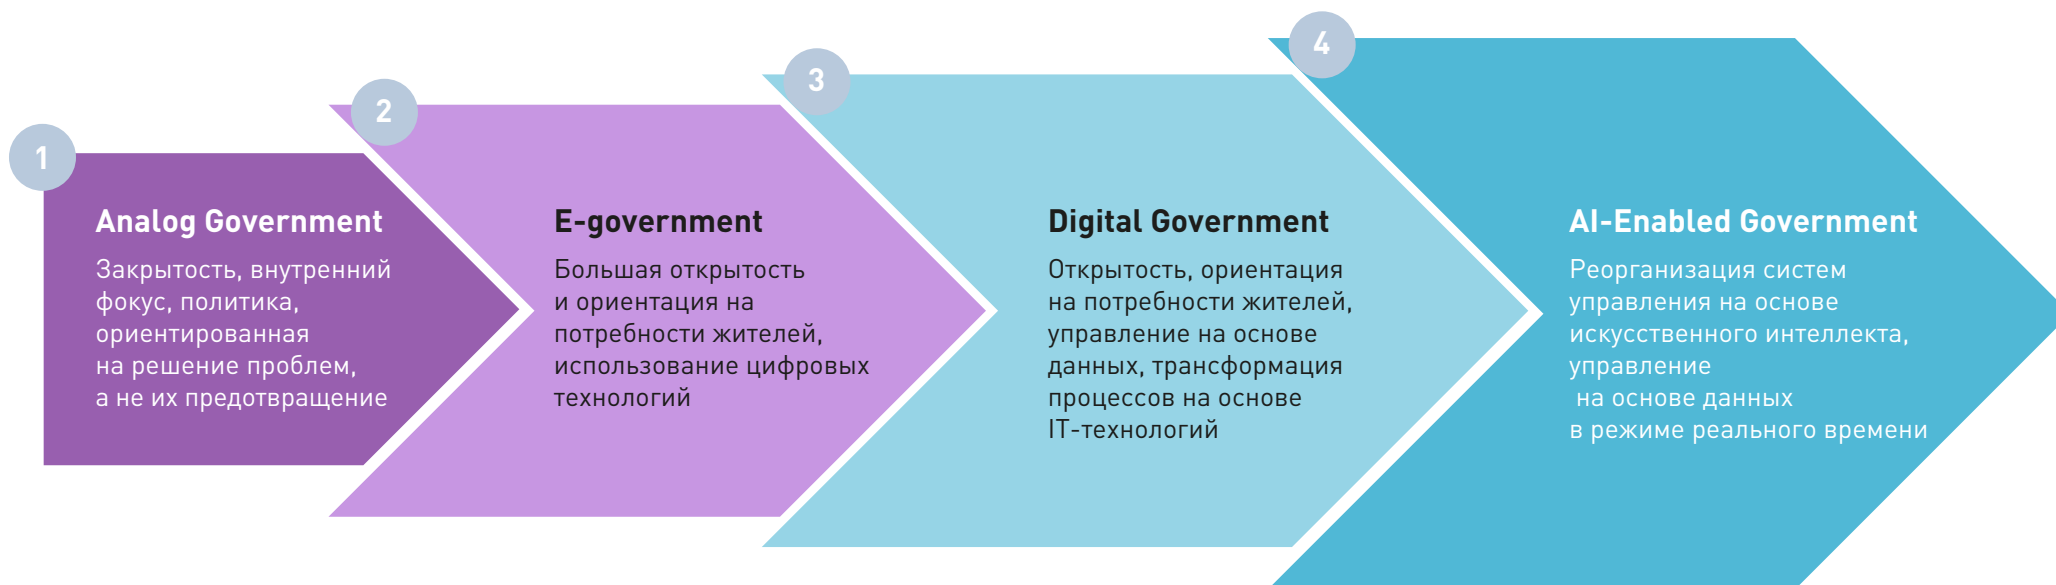 1
Analog Government
Закрытость, внутренний
фокус, политика,
ориентированная
на решение проблем,
а не их предотвращение
2
E-government
Большая открытость
и ориентация на
потребности жителей,
использование цифровых
технологий
3
Digital Government
Открытость, ориентация
на потребности жителей,
управление на основе
данных, трансформация
процессов на основе
IT-технологий
4
AI-Enabled Government
Реорганизация систем
управления на основе
искусственного интеллекта,
управление
на основе данных
в режиме реального времени